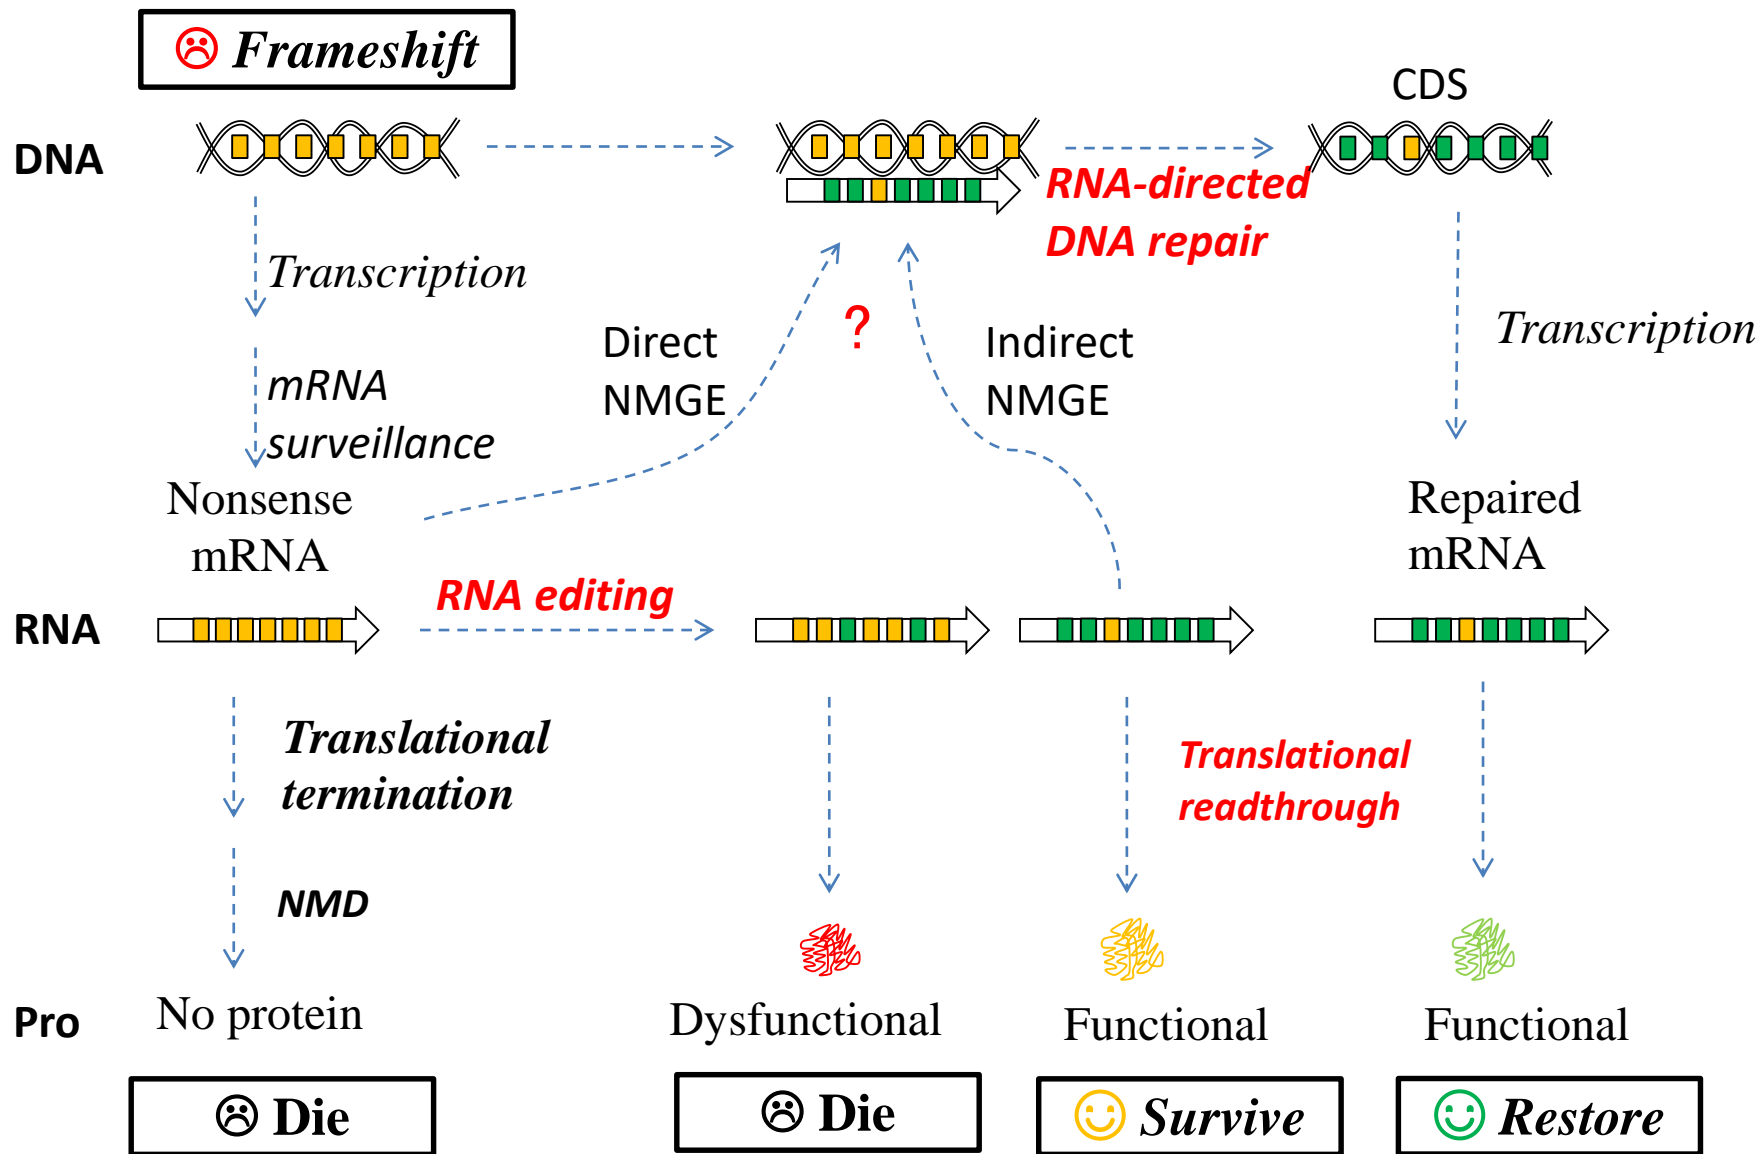 Frameshift
CDS
DNA
RNA-directed
DNA repair
Transcription
?
Transcription
Direct
NMGE
Indirect
NMGE
mRNA
surveillance
Nonsense
mRNA
Repaired
mRNA
RNA editing
RNA
Translational
termination
Translational
readthrough
NMD
Pro
No protein
Dysfunctional
Functional
Functional
Die
Die
Survive
Restore